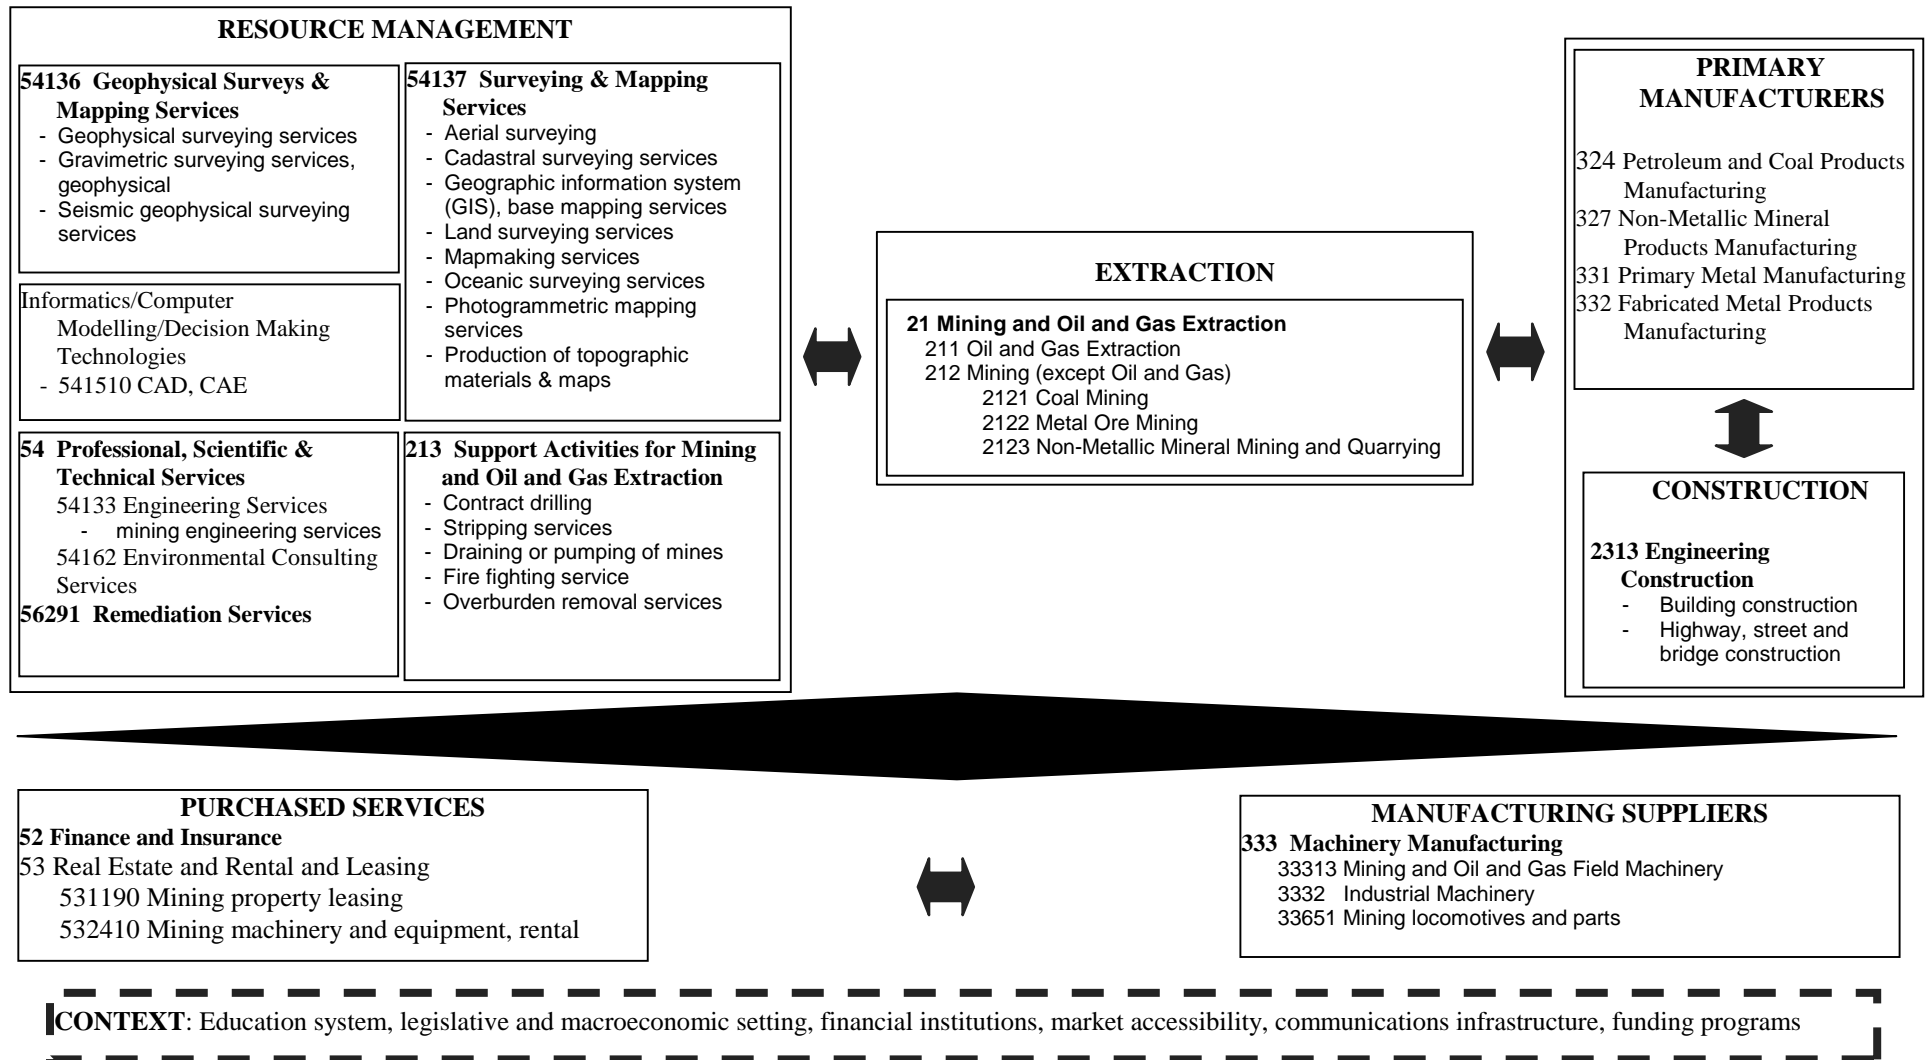 RESOURCE MANAGEMENT
54136 Geophysical Surveys &
Mapping Services
- Geophysical surveying services
- Gravimetric surveying services,
geophysical
- Seismic geophysical surveying
services
Informatics/Computer
Modelling/Decision Making
Technologies
- 541510 CAD, CAE
54137 Surveying & Mapping
Services
- Aerial surveying
- Cadastral surveying services
- Geographic information system
(GIS), base mapping services
- Land surveying services
- Mapmaking services
- Oceanic surveying services
- Photogrammetric mapping
services
- Production of topographic
materials & maps
54 Professional, Scientific &
Technical Services
54133 Engineering Services
- mining engineering services
54162 Environmental Consulting
Services
56291 Remediation Services
213 Support Activities for Mining
and Oil and Gas Extraction
- Contract drilling
- Stripping services
- Draining or pumping of mines
- Fire fighting service
- Overburden removal services
EXTRACTION
21 Mining and Oil and Gas Extraction
211 Oil and Gas Extraction
212 Mining (except Oil and Gas)
2121 Coal Mining
2122 Metal Ore Mining
2123 Non-Metallic Mineral Mining and Quarrying
PRIMARY
MANUFACTURERS
324 Petroleum and Coal Products
Manufacturing
327 Non-Metallic Mineral
Products Manufacturing
331 Primary Metal Manufacturing
332 Fabricated Metal Products
Manufacturing
CONSTRUCTION
2313 Engineering
Construction
- Building construction
- Highway, street and
bridge construction
PURCHASED SERVICES
52 Finance and Insurance
53 Real Estate and Rental and Leasing
531190 Mining property leasing
532410 Mining machinery and equipment, rental
MANUFACTURING SUPPLIERS
333 Machinery Manufacturing
33313 Mining and Oil and Gas Field Machinery
3332 Industrial Machinery
33651 Mining locomotives and parts
CONTEXT: Education system, legislative and macroeconomic setting, financial institutions, market accessibility, communications infrastructure, funding programs